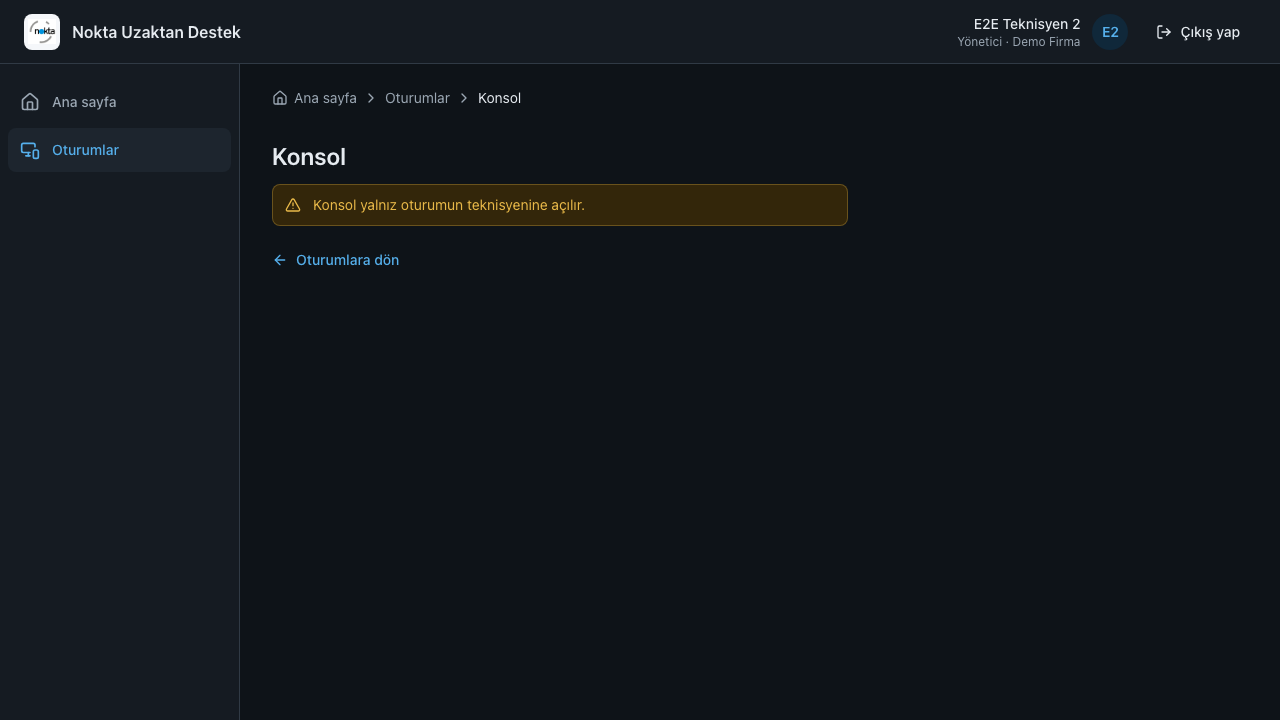 nokta
Nokta Uzaktan Destek
E2E Teknisyen 2
Yönetici · Demo Firma
E2
Çıkış yap
Ana sayfa
Oturumlar
Ana sayfa
Oturumlar
Konsol
Konsol
Konsol yalnız oturumun teknisyenine açılır.
Oturumlara dön